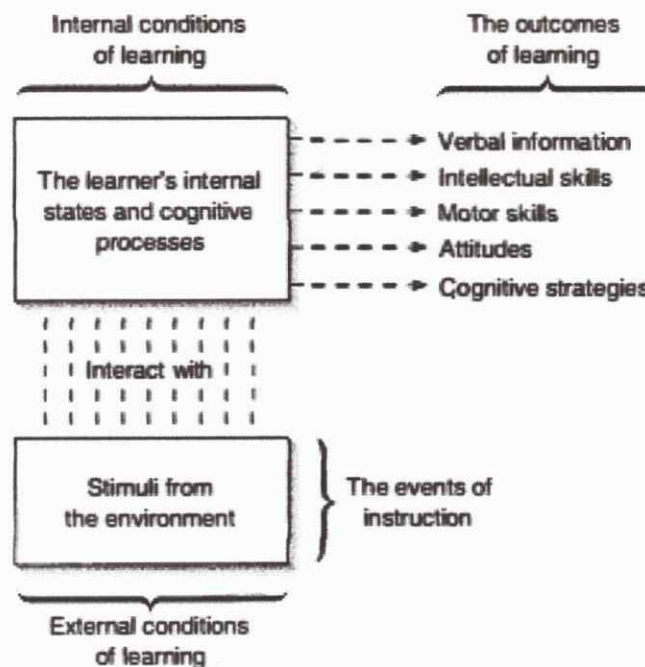 Internal conditions
of learning
The outcomes
of learning
The learner's internal
states and cognitive
processes
Verbal information
Intellectual skills
Motor skills
Attitudes
Cognitive strategies
Interact with
Stimuli from
the environment
The events of
instruction
External conditions
of learning